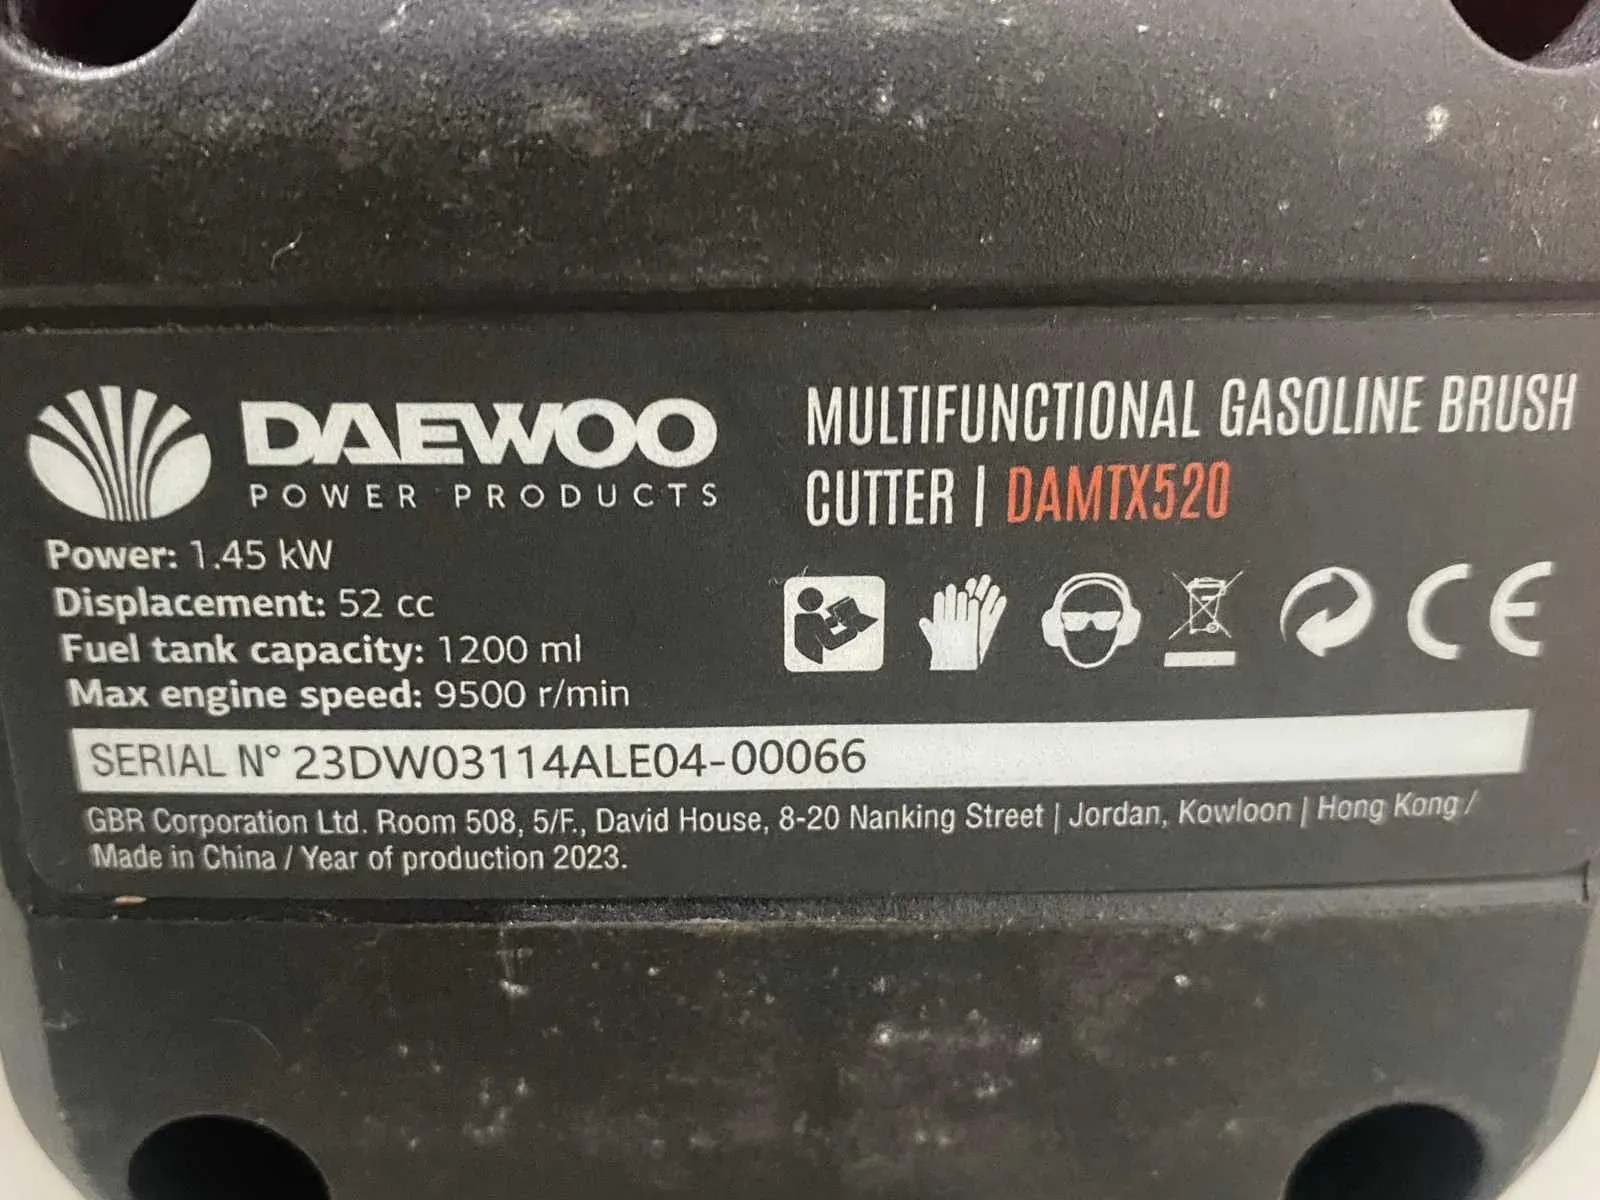 DAEWOO
POWER PRODUCTS
MULTIFUNCTIONAL GASOLINE BRUSH
CUTTER | DAMTX520
Power: 1.45 kW
Displacement: 52 cc
Fuel tank capacity: 1200 ml
Max engine speed: 9500 r/min
CE
SERIAL N° 23DW03114ALE04-00066
GBR Corporation Ltd. Room 508, 5/F., David House, 8-20 Nanking Street | Jordan, Kowloon | Hong Kong /
Made in China / Year of production 2023.